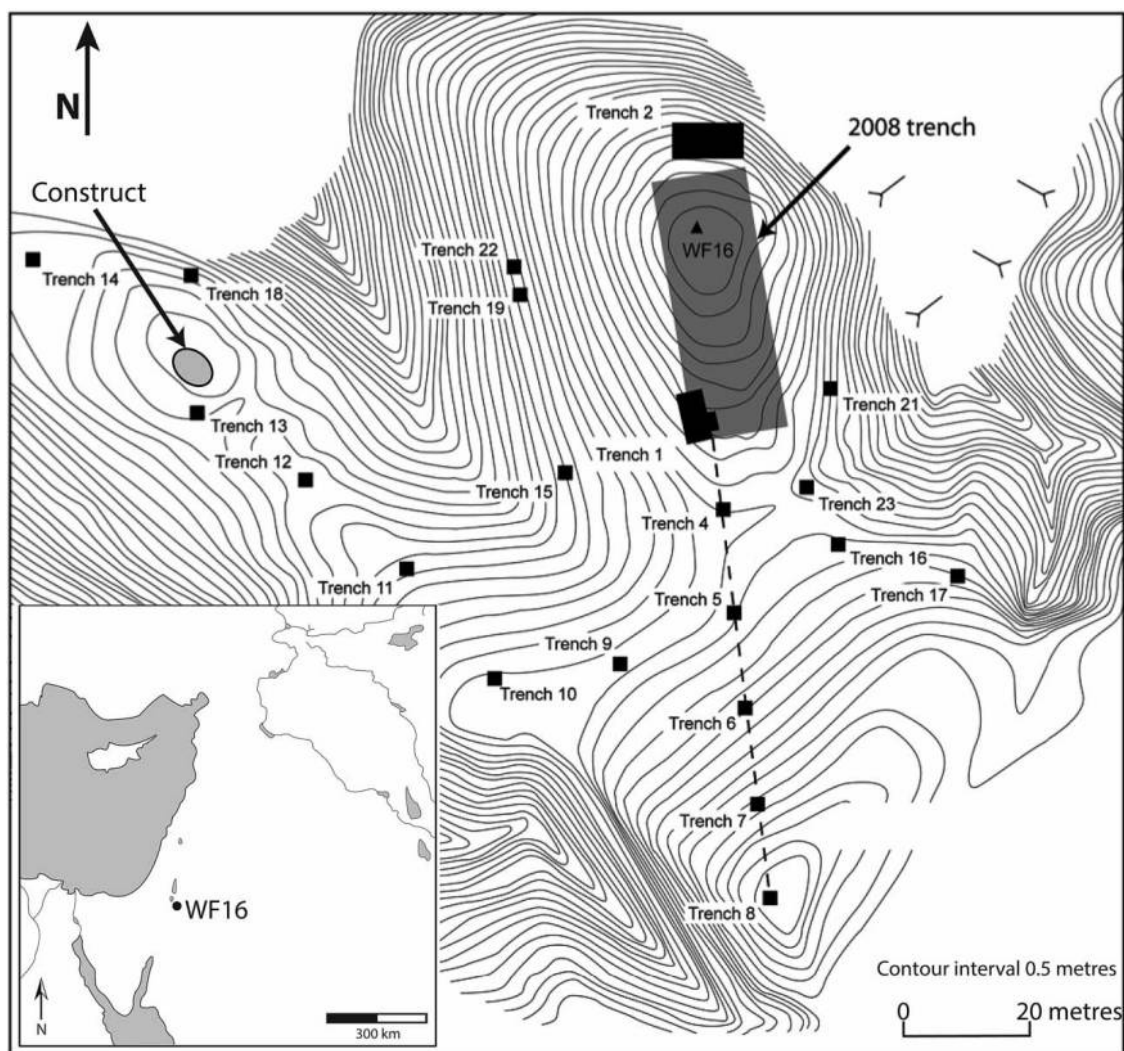 N
Construct
Trench 2
2008 trench
WF16
Trench 14
Trench 18
Trench 22
Trench 19
Trench 13
Trench 12
Trench 15
Trench 1
Trench 21
Trench 4
Trench 23
Trench 11
Trench 16
Trench 5
Trench 17
Trench 9
Trench 10
Trench 6
Trench 7
Trench 8
WF16
N
300 km
Contour interval 0.5 metres
0 20 metres